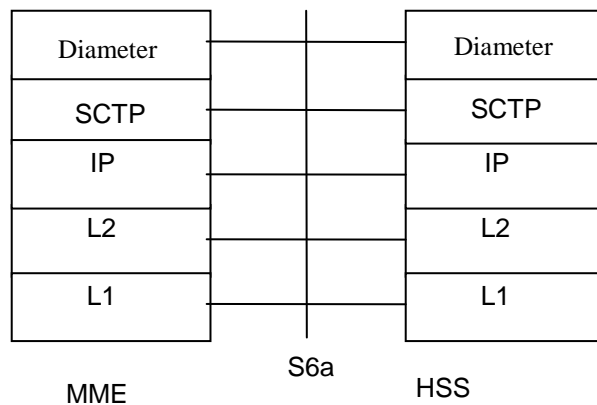 Diameter Diameter
SCTP SCTP
IP IP
L2 L2
L1 L1
S6a
MME HSS